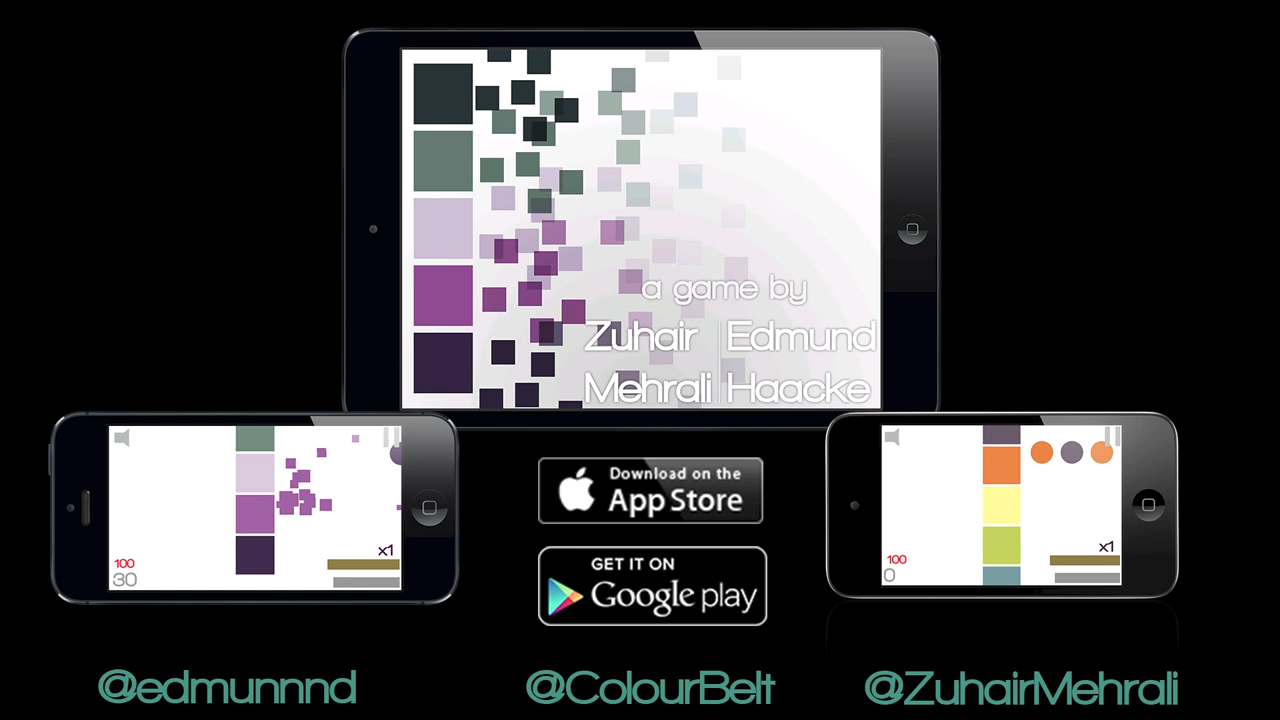 a game by
Zuhair | Edmund
Mehrali | Haacke
100
30
x1
Download on the
App Store
GET IT ON
Google play
100
0
x1
@edmunnnd
@ColourBelt
@ZuhairMehrali